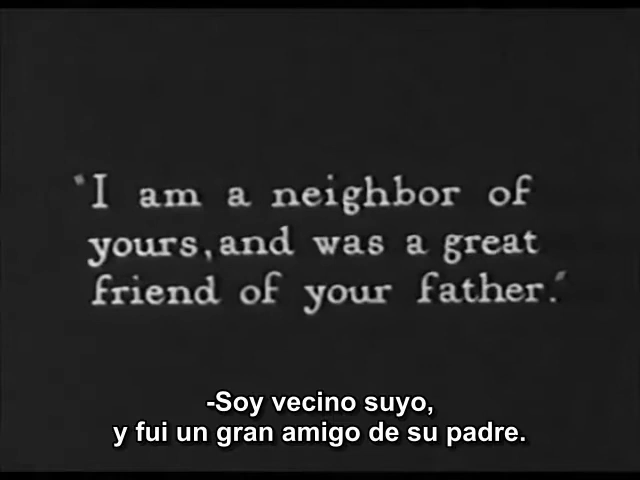 "I am a neighbor of
yours, and was a great
friend of your father."
-Soy vecino suyo,
y fui un gran amigo de su padre.